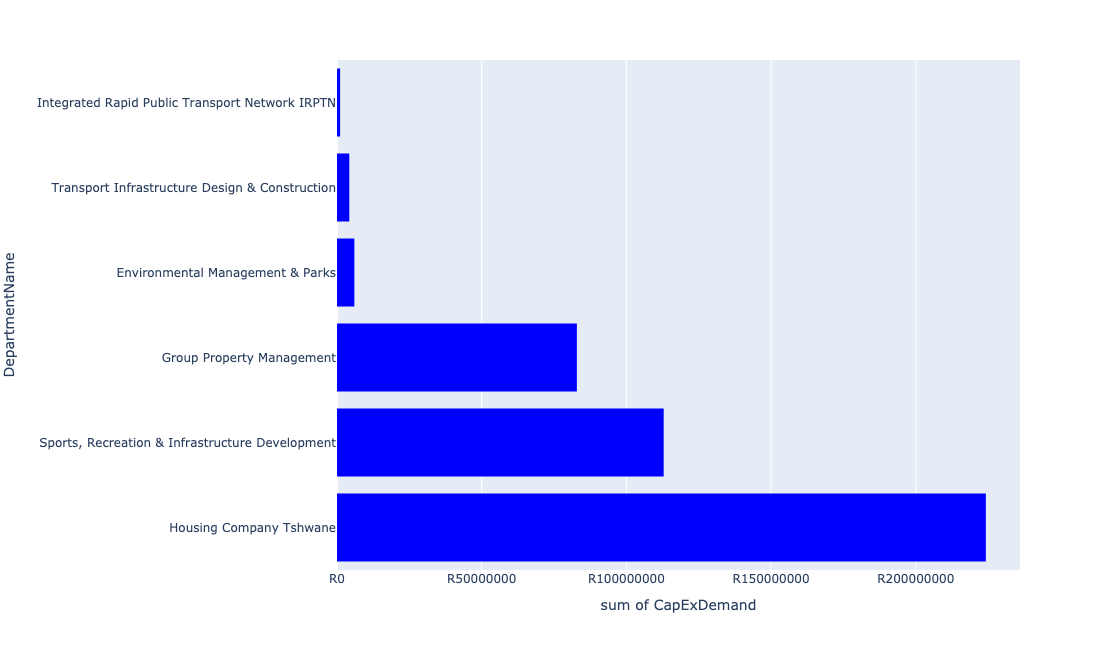 Integrated Rapid Public Transport Network IRPTN
Transport Infrastructure Design & Construction
Environmental Management & Parks
Group Property Management
Sports, Recreation & Infrastructure Development
Housing Company Tshwane
DepartmentName
R0 R50000000 R100000000 R150000000 R200000000
sum of CapExDemand